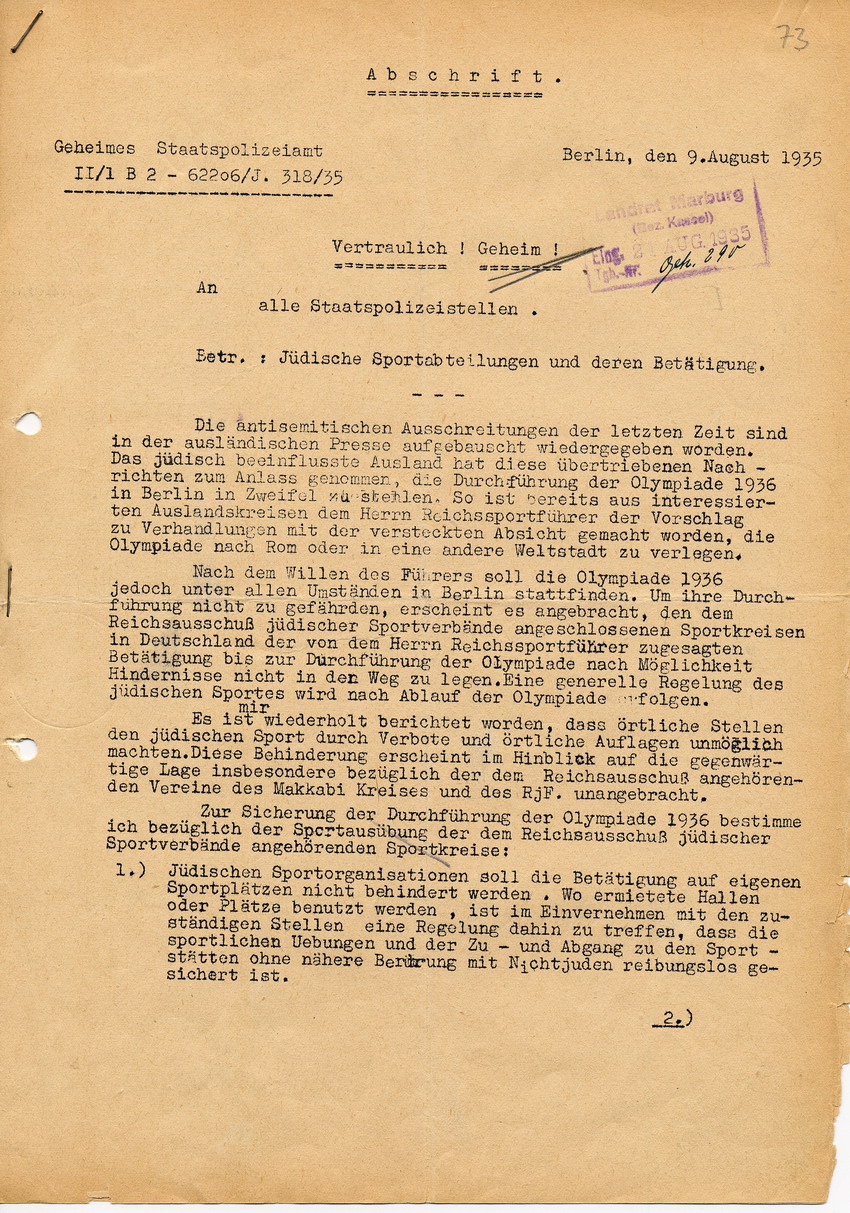 73
Abschrift.
Geheimes Staatspolizeiamt
II/1 B 2 - 622o6/J. 318/35
Berlin, den 9.August 1935
Landrat Marburg
(Bez. Kassel)
Eing. 2 AUG. 1935
Tgb.-Nr. Geh. 290
Vertraulich ! Geheim !
An
alle Staatspolizeistellen .
Betr. : Jüdische Sportabteilungen und deren Betätigung.
- - -
Die antisemitischen Ausschreitungen der letzten Zeit sind
in der ausländischen Presse aufgebauscht wiedergegeben worden.
Das jüdisch beeinflusste Ausland hat diese übertriebenen Nach -
richten zum Anlass genommen, die Durchführung der Olympiade 1936
in Berlin in Zweifel zu stehlen. So ist bereits aus interessier-
ten Auslandskreisen dem Herrn Reichssportführer der Vorschlag
zu Verhandlungen mit der versteckten Absicht gemacht worden, die
Olympiade nach Rom oder in eine andere Weltstadt zu verlegen.
Nach dem Willen des Führers soll die Olympiade 1936
jedoch unter allen Umständen in Berlin stattfinden. Um ihre Durch-
führung nicht zu gefährden, erscheint es angebracht, den dem
Reichsausschuß jüdischer Sportverbände angeschlossenen Sportkreisen
in Deutschland der von dem Herrn Reichssportführer zugesagten
Betätigung bis zur Durchführung der Olympiade nach Möglichkeit
Hindernisse nicht in den Weg zu legen.Eine generelle Regelung des
jüdischen Sportes wird nach Ablauf der Olympiade erfolgen.
mir
Es ist wiederholt berichtet worden, dass örtliche Stellen
den jüdischen Sport durch Verbote und örtliche Auflagen unmöglich
machten.Diese Behinderung erscheint im Hinblick auf die gegenwär-
tige Lage insbesondere bezüglich der dem Reichsausschuß angehören-
den Vereine des Makkabi Kreises und des RjF. unangebracht.
Zur Sicherung der Durchführung der Olympiade 1936 bestimme
ich bezüglich der Sportausübung der dem Reichsausschuß jüdischer
Sportverbände angehörenden Sportkreise:
1.) Jüdischen Sportorganisationen soll die Betätigung auf eigenen
Sportplätzen nicht behindert werden . Wo ermietete Hallen
oder Plätze benutzt werden , ist im Einvernehmen mit den zu-
ständigen Stellen eine Regelung dahin zu treffen, dass die
sportlichen Uebungen und der Zu - und Abgang zu den Sport -
stätten ohne nähere Berührung mit Nichtjuden reibungslos ge-
sichert ist.
2.)